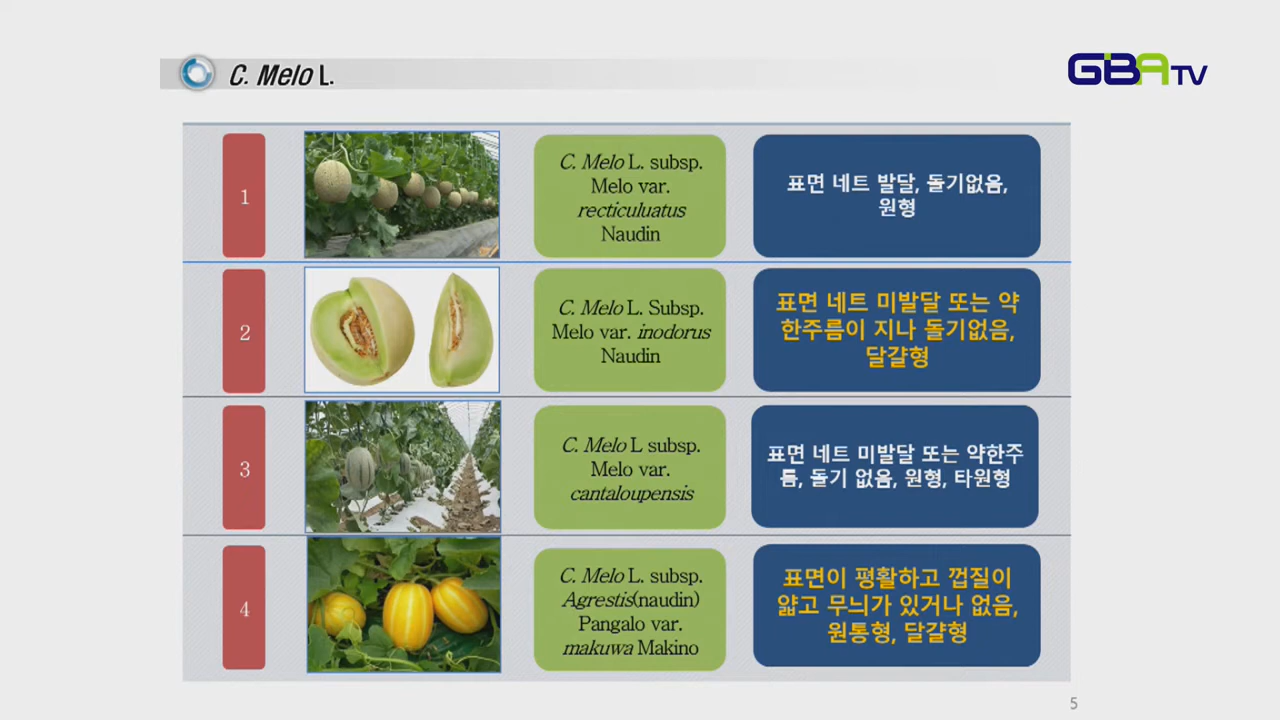 C. Melo L.
GBATV
1
C. Melo L. subsp.
Melo var.
recticuluatus
Naudin
표면 네트 발달, 돌기없음,
원형
2
C. Melo L. Subsp.
Melo var. inodorus
Naudin
표면 네트 미발달 또는 약
한주름이 지나 돌기없음,
달걀형
3
C. Melo L subsp.
Melo var.
cantaloupensis
표면 네트 미발달 또는 약한주
름, 돌기 없음, 원형, 타원형
4
C. Melo L. subsp.
Agrestis(naudin)
Pangalo var.
makuwa Makino
표면이 평활하고 껍질이
얇고 무늬가 있거나 없음,
원통형, 달걀형
5